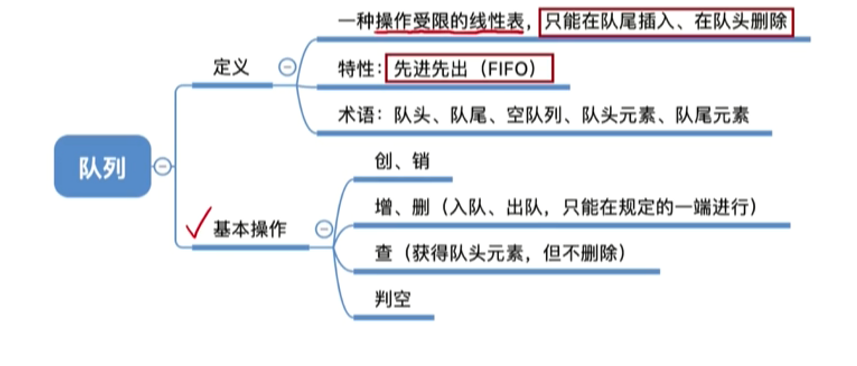 一种操作受限的线性表，只能在队尾插入、在队头删除
定义
特性：先进先出（FIFO）
术语：队头、队尾、空队列、队头元素、队尾元素
队列
创、销
增、删（入队、出队，只能在规定的一端进行）
基本操作
查（获得队头元素，但不删除）
判空